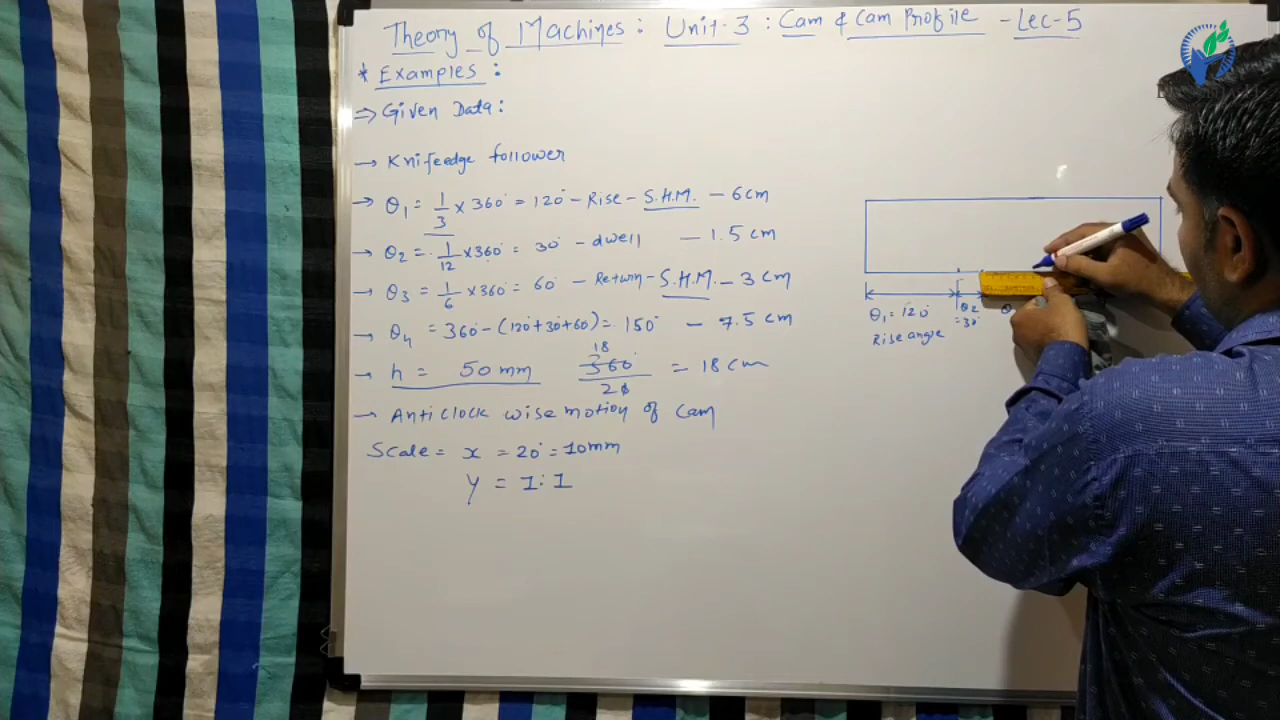 Theory of Machines : Unit-3 : Cam & Cam Profile - Lec-5
* Examples :
⇒ Given Data :
→ Knifeedge follower
→ θ1 = 1/3 × 360° = 120° - Rise - S.H.M. - 6cm
→ θ2 = 1/12 × 360° = 30° - dwell - 1.5 cm
→ θ3 = 1/6 × 360° = 60° - Return - S.H.M. - 3 cm
→ θ4 = 360° - (120+30+60) = 150° - 7.5 cm
→ h = 50 mm 18 360/20 = 18 cm
→ Anticlock wise motion of Cam
Scale = x = 20° = 10mm
y = 1:1
θ1 = 120°
Rise angle
θ2
= 30°
θ